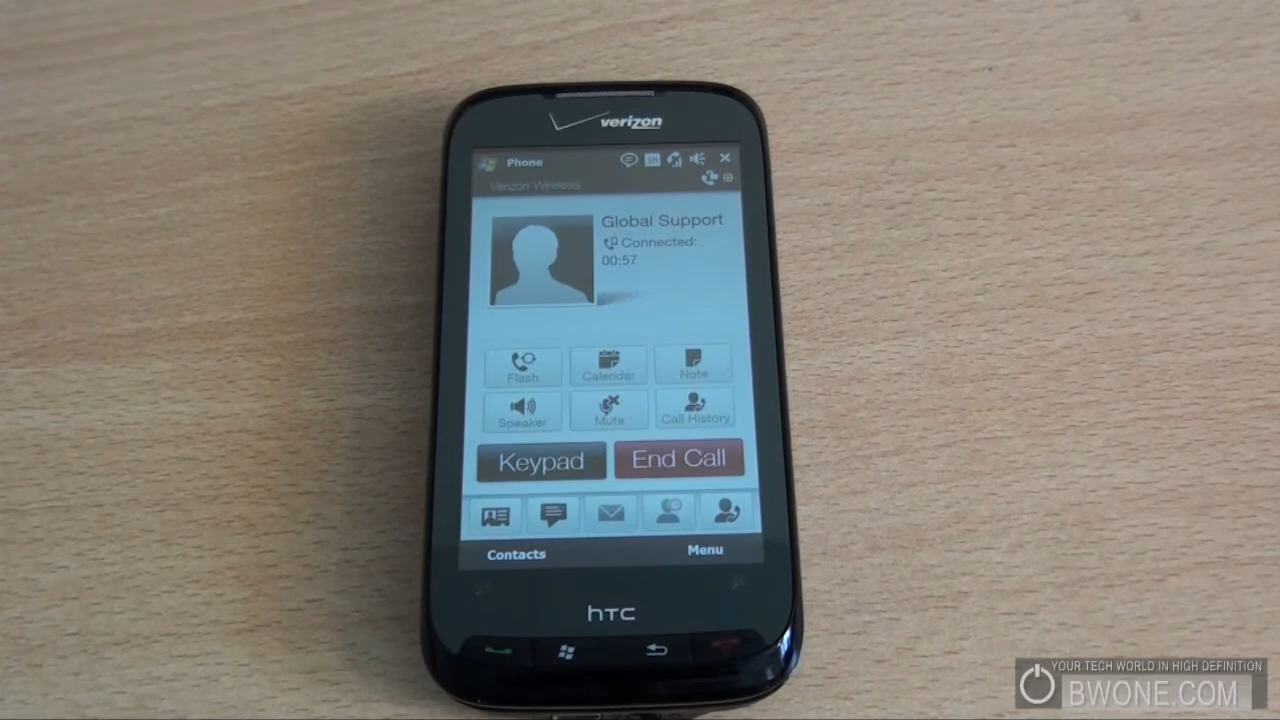 verizon
Phone
1X
Verizon Wireless
Global Support
Connected:
00:57
Flash
Calendar
Note
Speaker
Mute
Call History
Keypad
End Call
Contacts
Menu
hTC
YOUR TECH WORLD IN HIGH DEFINITION
BWONE.COM